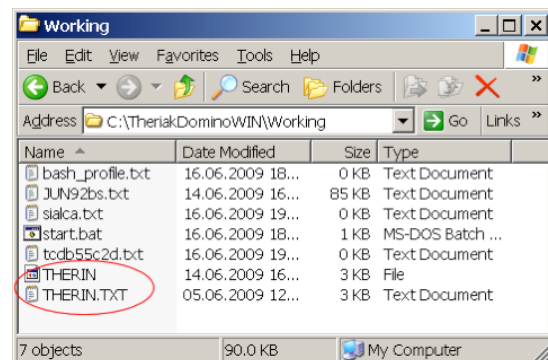 Working
File Edit View Favorites Tools Help
Back Search Folders »
Address C:\TheriakDominoWIN\Working Go Links »
Name Date Modified Size Type
bash_profile.txt 16.06.2009 18... 0 KB Text Document
JUN92bs.txt 14.06.2009 16... 85 KB Text Document
sialca.txt 16.06.2009 19... 0 KB Text Document
start.bat 16.06.2009 18... 1 KB MS-DOS Batch ...
tcdb55c2d.txt 16.06.2009 19... 0 KB Text Document
THERIN 14.06.2009 16... 3 KB File
THERIN.TXT 05.06.2009 12... 3 KB Text Document
7 objects 90.0 KB My Computer